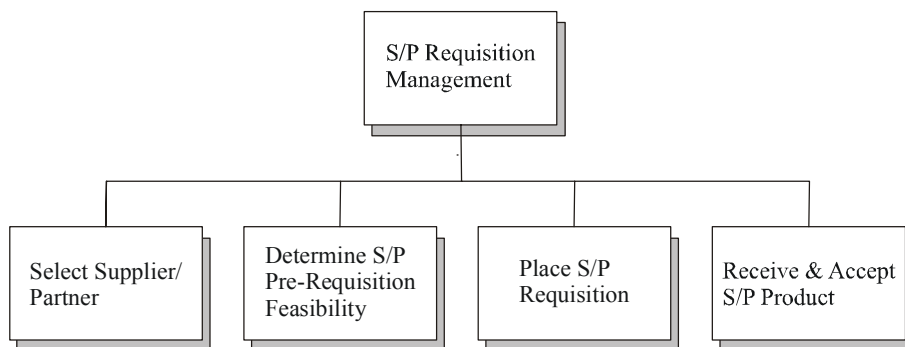 S/P Requisition
Management
Select Supplier/
Partner
Determine S/P
Pre-Requisition
Feasibility
Place S/P
Requisition
Receive & Accept
S/P Product